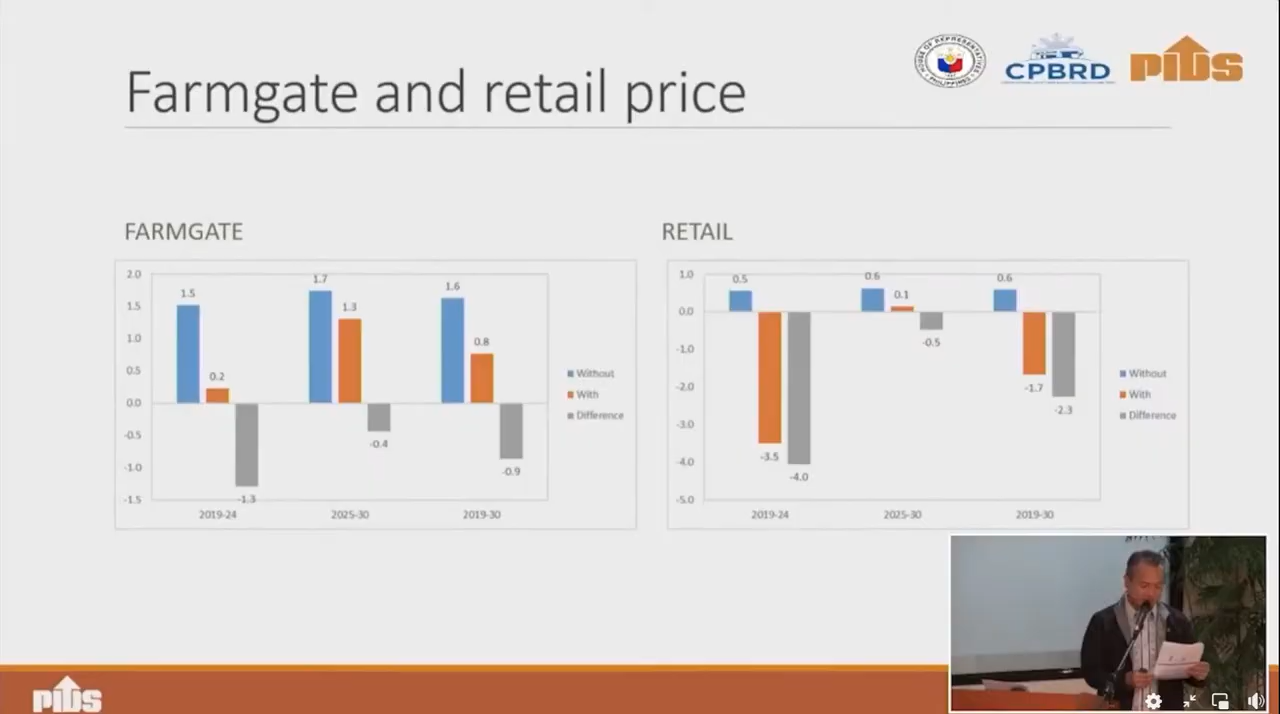 HOUSE OF REPRESENTATIVES
PHILIPPINES
CPBRD
PIDS
Farmgate and retail price
FARMGATE
2.0
1.5
1.0
0.5
0.0
-0.5
-1.0
-1.5
1.5
0.2
-1.3
1.7
1.3
-0.4
1.6
0.8
-0.9
2019-24
2025-30
2019-30
Without
With
Difference
RETAIL
1.0
0.0
-1.0
-2.0
-3.0
-4.0
-5.0
0.5
-3.5
-4.0
0.6
0.1
-0.5
0.6
-1.7
-2.3
2019-24
2025-30
2019-30
Without
With
Difference
PIDS